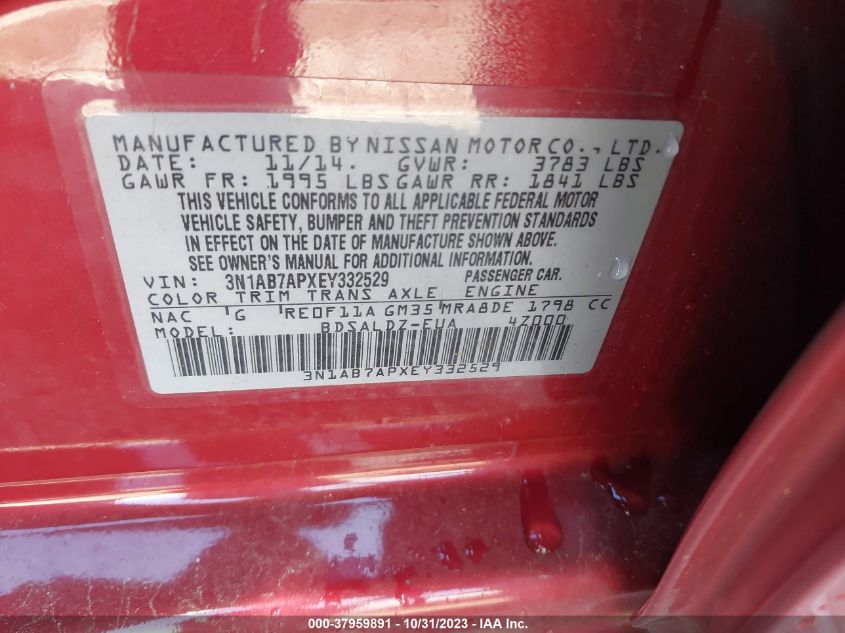 MANUFACTURED BY NISSAN MOTOR CO., LTD.
DATE: 11/14. GVWR: 3783 LBS
GAWR FR: 1995 LBS GAWR RR: 1841 LBS
THIS VEHICLE CONFORMS TO ALL APPLICABLE FEDERAL MOTOR
VEHICLE SAFETY, BUMPER AND THEFT PREVENTION STANDARDS
IN EFFECT ON THE DATE OF MANUFACTURE SHOWN ABOVE.
SEE OWNER'S MANUAL FOR ADDITIONAL INFORMATION.
VIN: 3N1AB7APXEY332529 PASSENGER CAR.
COLOR TRIM TRANS AXLE ENGINE
NAC G RE0F11A GM35 MRA8DE 1798 CC
MODEL: BDSALDZ-EUA 4Z000
3N1AB7APXEY332529
000-37959891 - 10/31/2023 - IAA Inc.